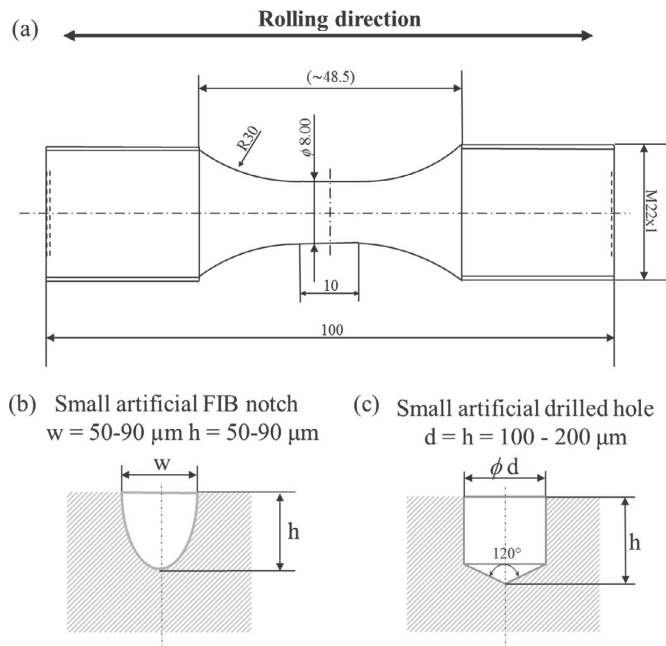 (a)
Rolling direction
(~48.5)
R30
ϕ 8.00
M22x1
10
100
(b) Small artificial FIB notch
w = 50-90 μm h = 50-90 μm
w
h
(c) Small artificial drilled hole
d = h = 100 - 200 μm
ϕ d
120°
h